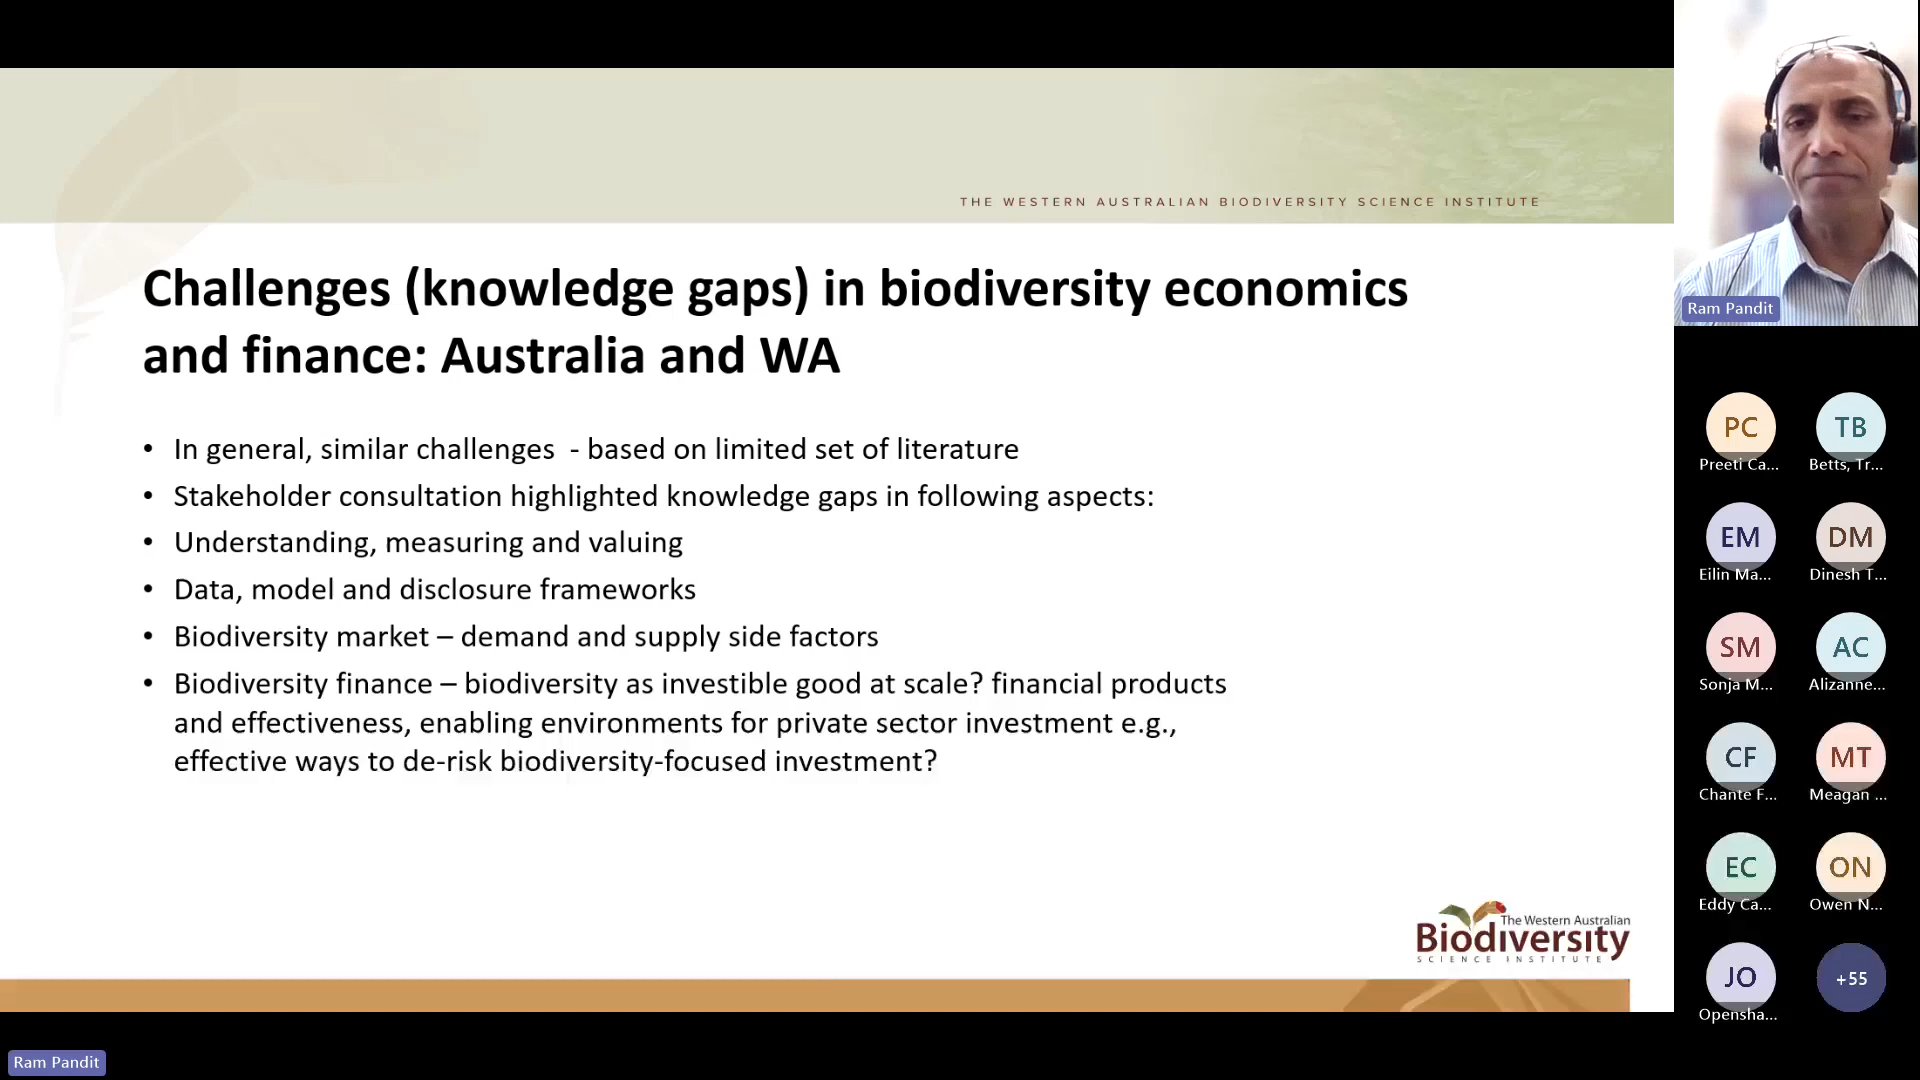 THE WESTERN AUSTRALIAN BIODIVERSITY SCIENCE INSTITUTE
Challenges (knowledge gaps) in biodiversity economics
and finance: Australia and WA
• In general, similar challenges  - based on limited set of literature
• Stakeholder consultation highlighted knowledge gaps in following aspects:
• Understanding, measuring and valuing
• Data, model and disclosure frameworks
• Biodiversity market – demand and supply side factors
• Biodiversity finance – biodiversity as investible good at scale? financial products
and effectiveness, enabling environments for private sector investment e.g.,
effective ways to de-risk biodiversity-focused investment?
The Western Australian
Biodiversity
SCIENCE INSTITUTE
Ram Pandit
Ram Pandit
PC
TB
Preeti Ca...
Betts, Tr...
EM
DM
Eilin Ma...
Dinesh T...
SM
AC
Sonja M...
Alizanne...
CF
MT
Chante F...
Meagan ...
EC
ON
Eddy Ca...
Owen N...
JO
+55
Opensha...